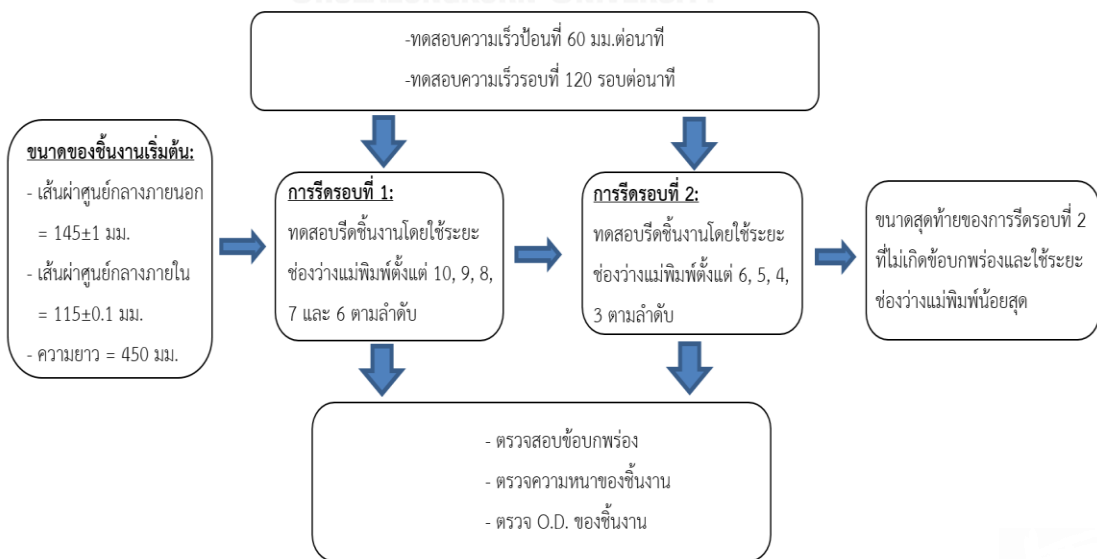 -ทดสอบความเร็วป้อนที่ 60 มม.ต่อนาที
-ทดสอบความเร็วรอบที่ 120 รอบต่อนาที
ขนาดของชิ้นงานเริ่มต้น:
- เส้นผ่าศูนย์กลางภายนอก
= 145±1 มม.
- เส้นผ่าศูนย์กลางภายใน
= 115±0.1 มม.
- ความยาว = 450 มม.
การรีดรอบที่ 1:
ทดสอบรีดชิ้นงานโดยใช้ระยะ
ช่องว่างแม่พิมพ์ตั้งแต่ 10, 9, 8,
7 และ 6 ตามลำดับ
การรีดรอบที่ 2:
ทดสอบรีดชิ้นงานโดยใช้ระยะ
ช่องว่างแม่พิมพ์ตั้งแต่ 6, 5, 4,
3 ตามลำดับ
ขนาดสุดท้ายของการรีดรอบที่ 2
ที่ไม่เกิดข้อบกพร่องและใช้ระยะ
ช่องว่างแม่พิมพ์น้อยสุด
- ตรวจสอบข้อบกพร่อง
- ตรวจความหนาของชิ้นงาน
- ตรวจ O.D. ของชิ้นงาน